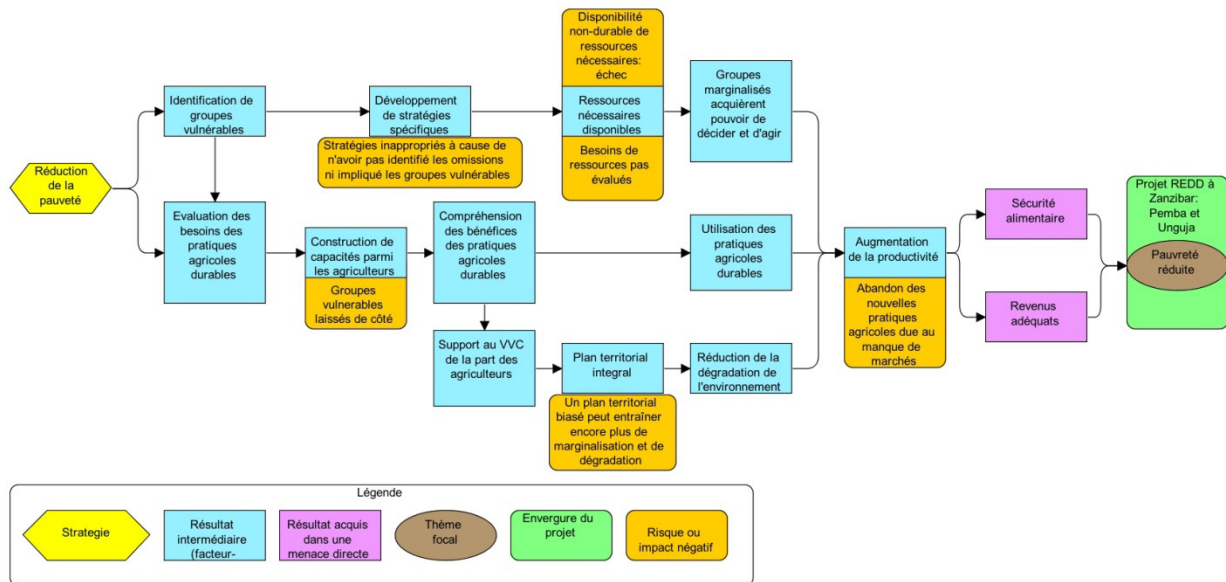 Disponibilité
non-durable de
ressources
nécessaires:
échec
Identification de
groupes
vulnérables
Développement
de stratégies
spécifiques
Ressources
nécessaires
disponibles
Groupes
marginalisés
acquièrent
pouvoir de
décider et d'agir
Stratégies inappropriés à cause de
n'avoir pas identifié les omissions
ni impliqué les groupes vulnérables
Besoins de
ressources pas
évalués
Réduction
de la
pauveté
Evaluation des
besoins des
pratiques
agricoles
durables
Construction de
capacités parmi
les agriculteurs
Groupes
vulnerables
laissés de côté
Compréhension
des bénéfices
des pratiques
agricoles
durables
Utilisation des
pratiques
agricoles
durables
Augmentation
de la productivité
Abandon des
nouvelles
pratiques
agricoles due au
manque de
marchés
Sécurité
alimentaire
Revenus
adéquats
Projet REDD à
Zanzibar:
Pemba et
Unguja
Pauvreté
réduite
Support au VVC
de la part des
agriculteurs
Plan territorial
integral
Réduction de la
dégradation de
l'environnement
Un plan territorial
biasé peut entraîner
encore plus de
marginalisation et de
dégradation
Légende
Strategie
Résultat
intermédiaire
(facteur-
Résultat acquis
dans une
menace directe
Thème
focal
Envergure du
projet
Risque ou
impact négatif